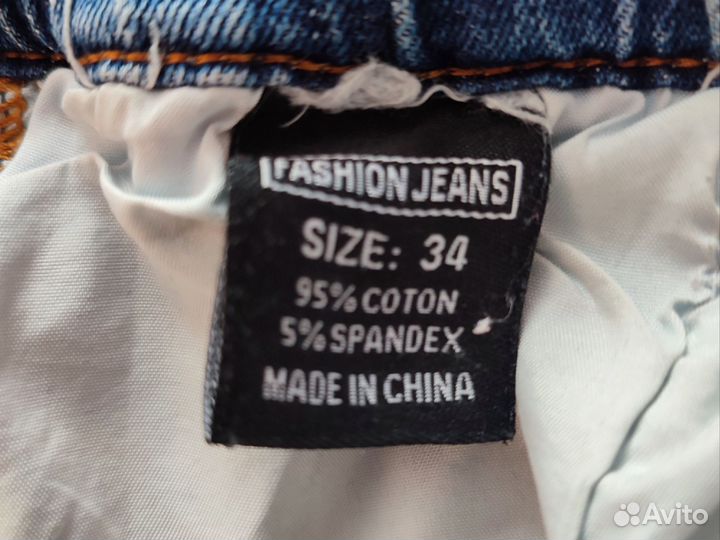 FASHION JEANS
SIZE: 34
95% COTON
5% SPANDEX
MADE IN CHINA
Avito